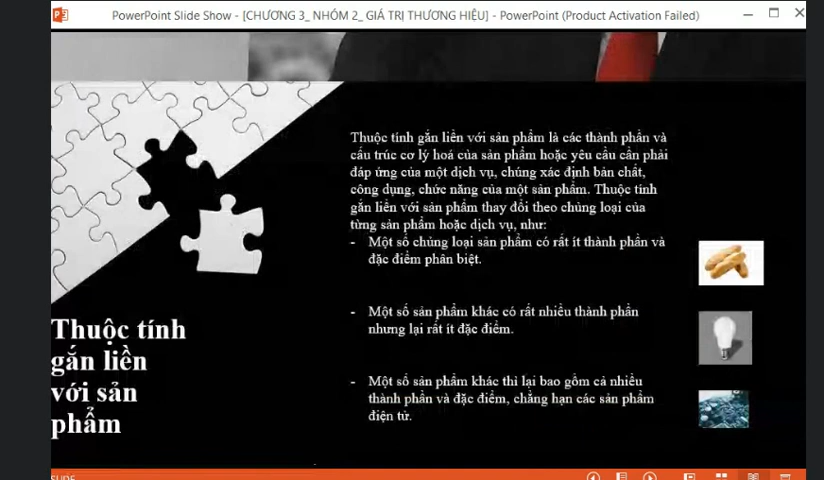 PowerPoint Slide Show - [CHƯƠNG 3_ NHÓM 2_ GIÁ TRỊ THƯƠNG HIỆU] - PowerPoint (Product Activation Failed)
Thuộc tính gắn liền với sản phẩm là các thành phần và
cấu trúc cơ lý hoá của sản phẩm hoặc yêu cầu cần phải
đáp ứng của một dịch vụ, chúng xác định bản chất,
công dụng, chức năng của một sản phẩm. Thuộc tính
gắn liền với sản phẩm thay đổi theo chủng loại của
từng sản phẩm hoặc dịch vụ, như:
- Một số chủng loại sản phẩm có rất ít thành phần và
đặc điểm phân biệt.
- Một số sản phẩm khác có rất nhiều thành phần
nhưng lại rất ít đặc điểm.
- Một số sản phẩm khác thì lại bao gồm cả nhiều
thành phần và đặc điểm, chẳng hạn các sản phẩm
điện tử.
Thuộc tính
gắn liền
với sản
phẩm